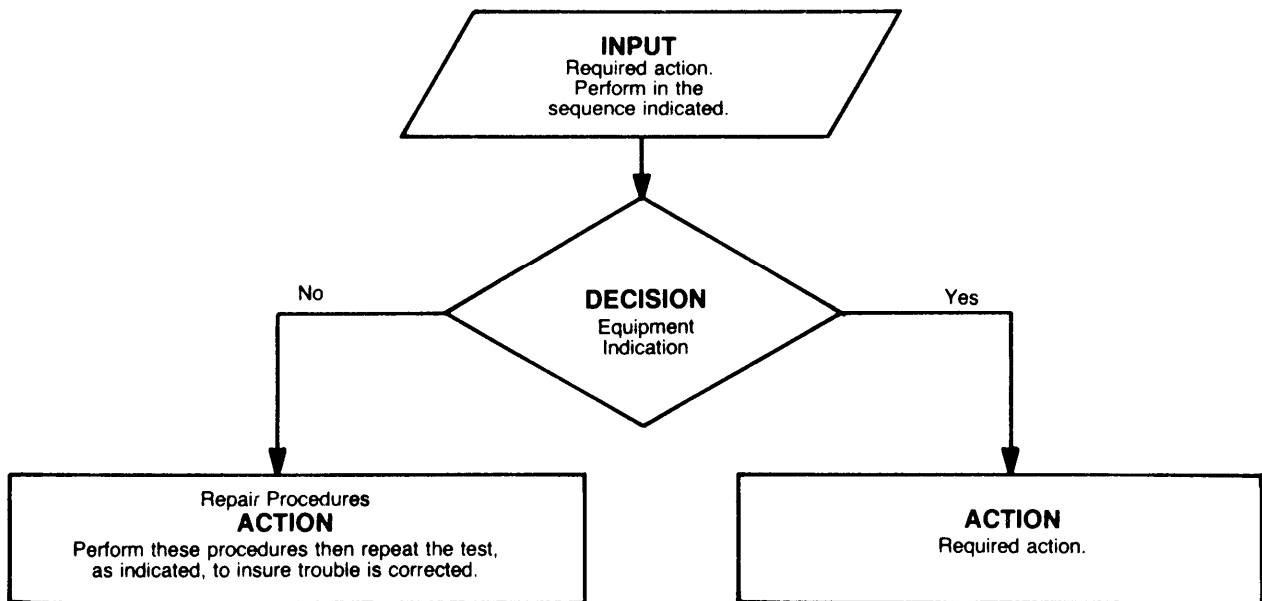 INPUT
Required action.
Perform in the
sequence indicated.
DECISION
Equipment
Indication
No
Yes
Repair Procedures
ACTION
Perform these procedures then repeat the test,
as indicated, to insure trouble is corrected.
ACTION
Required action.